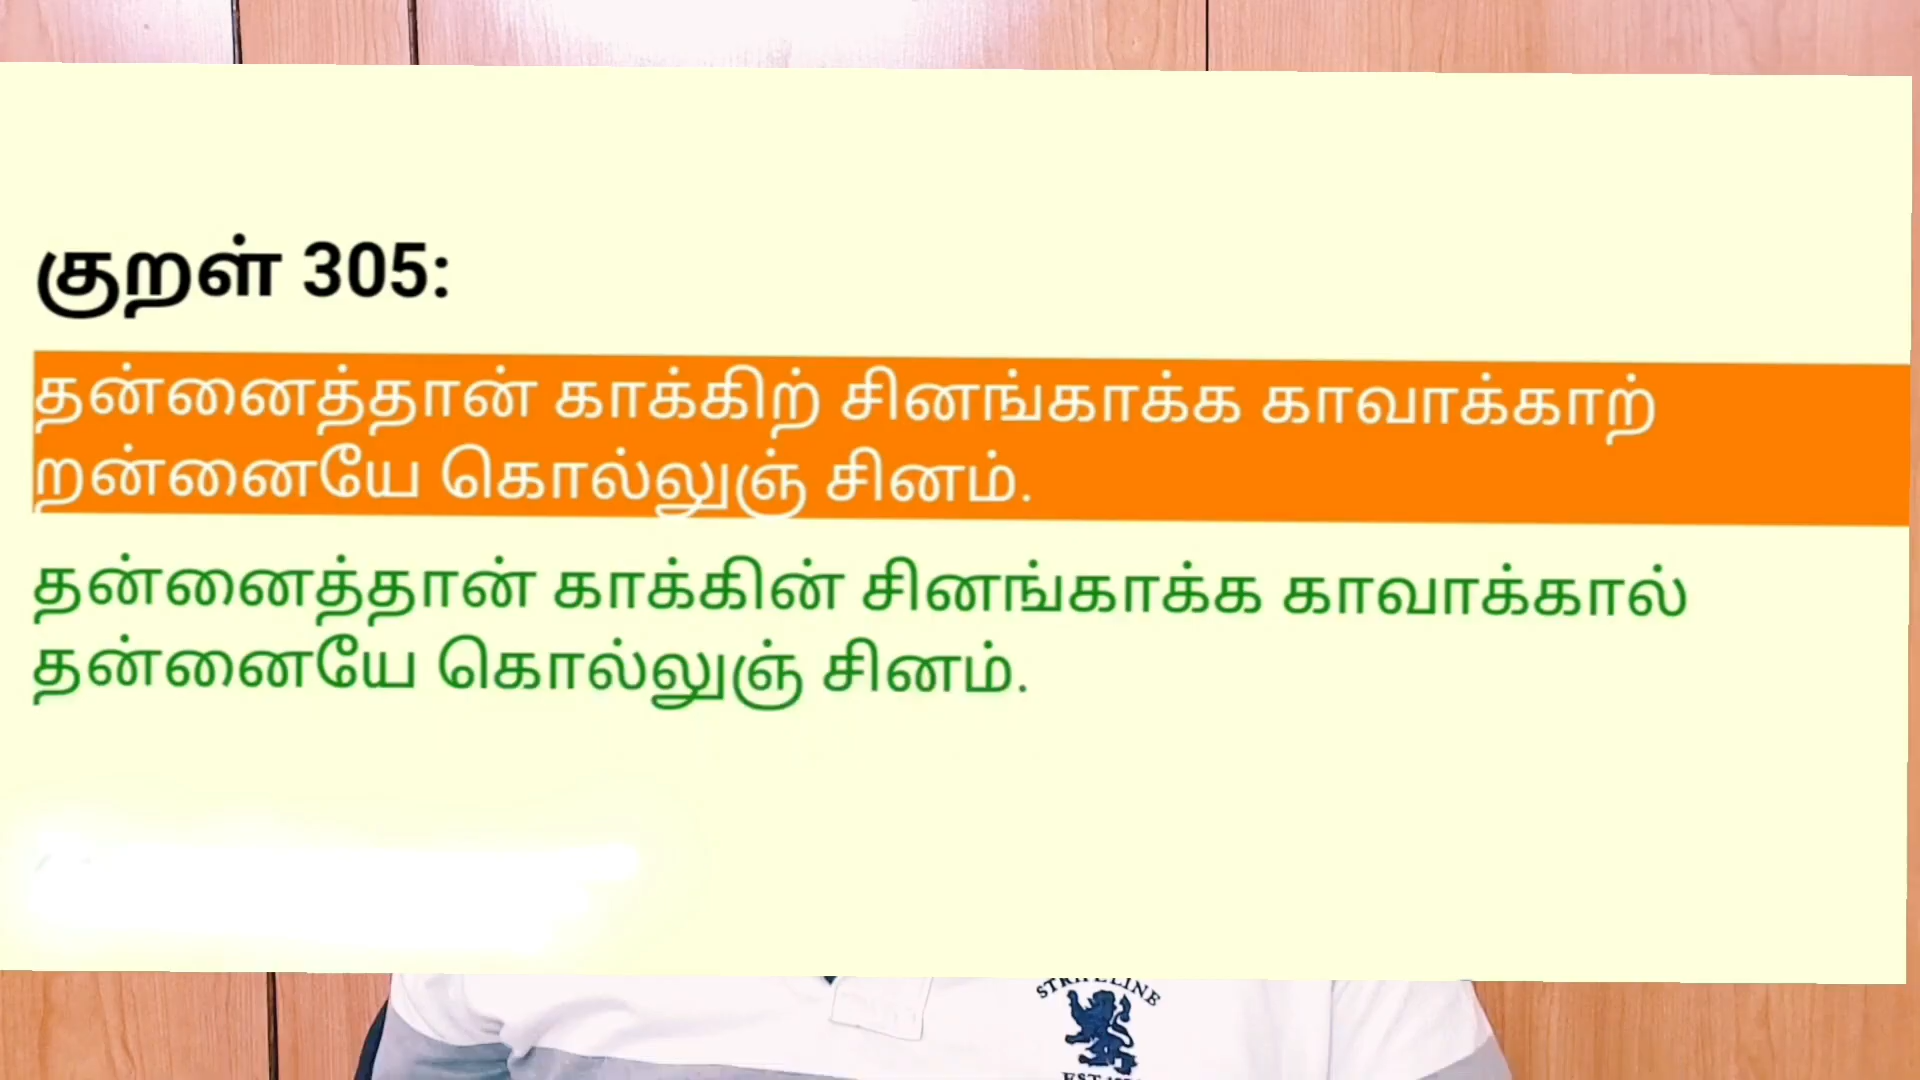 குறள் 305:
தன்னைத்தான் காக்கிற் சினங்காக்க காவாக்காற்
றன்னையே கொல்லுஞ் சினம்.
தன்னைத்தான் காக்கின் சினங்காக்க காவாக்கால்
தன்னையே கொல்லுஞ் சினம்.